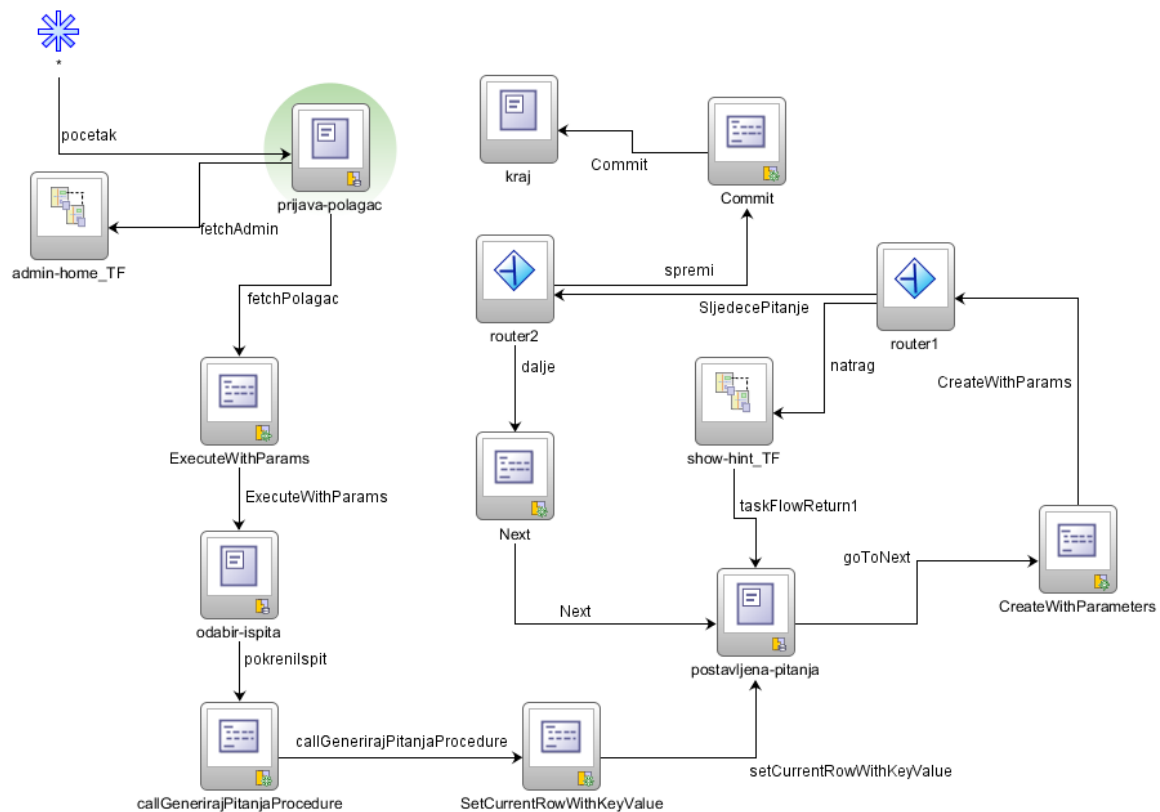 *
pocetak
prijava-polagac
fetchAdmin
admin-home_TF
fetchPolagac
ExecuteWithParams
ExecuteWithParams
odabir-ispita
pokreniIspit
callGenerirajPitanjaProcedure
callGenerirajPitanjaProcedure
SetCurrentRowWithKeyValue
setCurrentRowWithKeyValue
kraj
Commit
Commit
spremi
SljedecePitanje
router2
router1
dalje
natrag
CreateWithParams
show-hint_TF
Next
taskFlowReturn1
goToNext
Next
CreateWithParameters
postavljena-pitanja